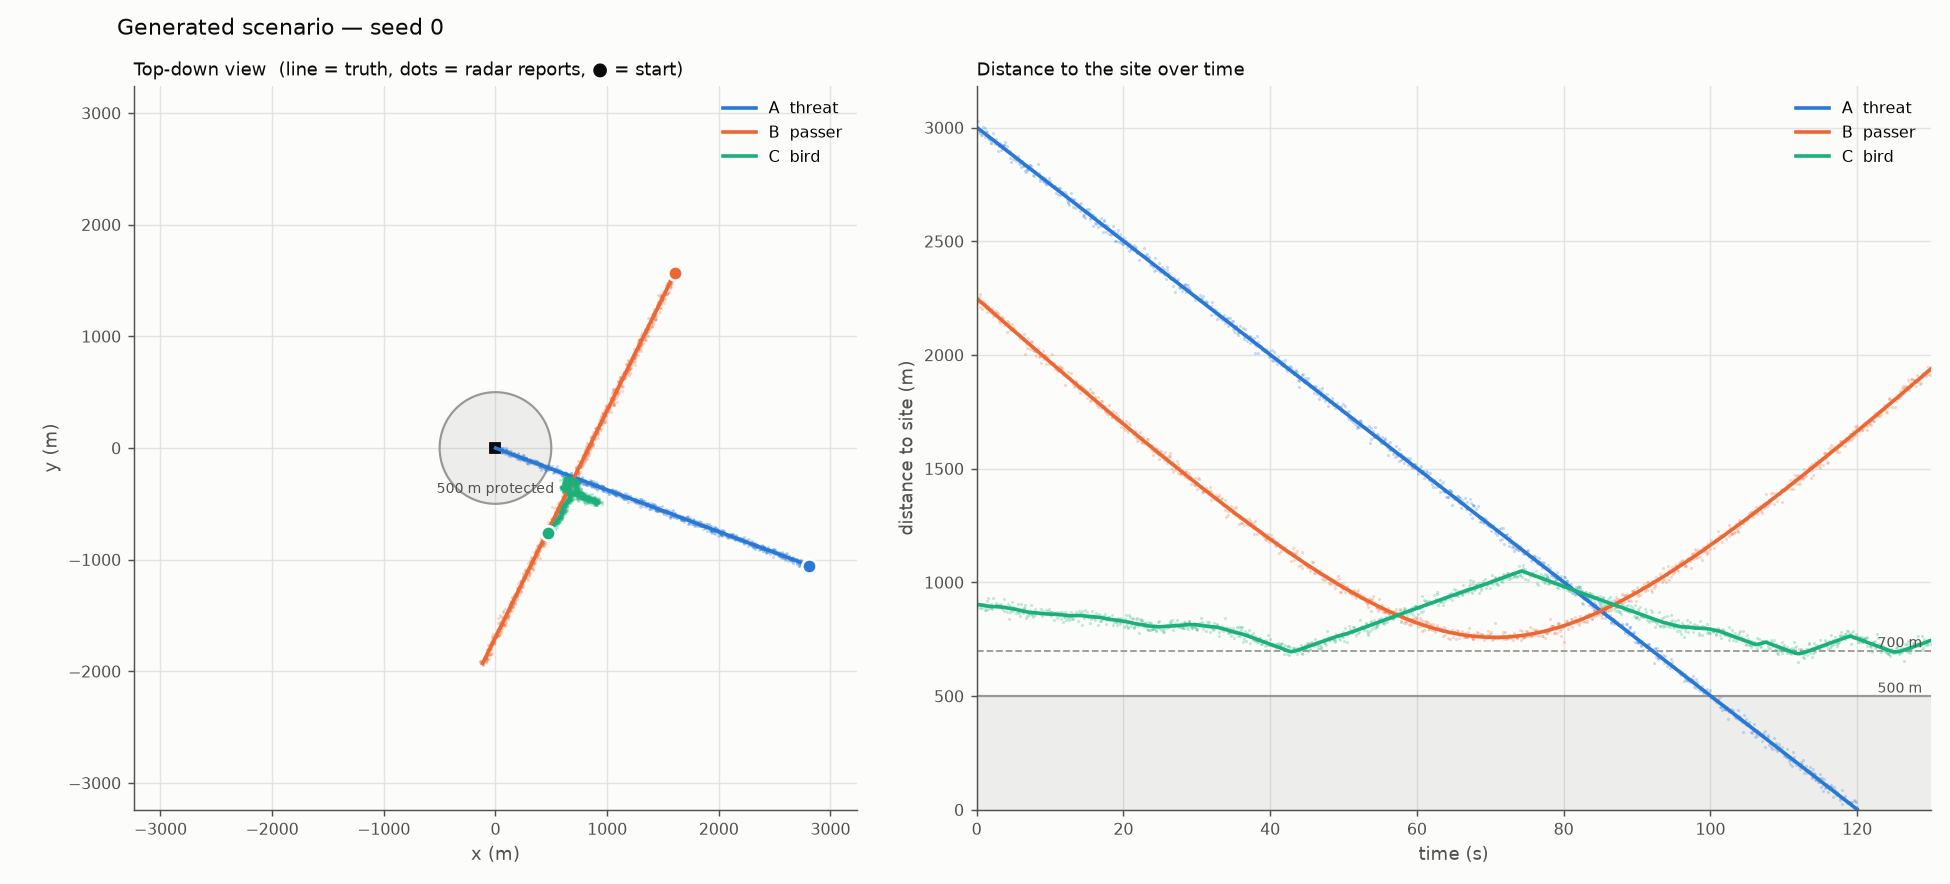 Generated scenario — seed 0
Top-down view  (line = truth, dots = radar reports, ● = start)
A  threat
B  passer
C  bird
3000
2000
1000
0
−1000
−2000
−3000
y (m)
500 m protected
−3000
−2000
−1000
0
1000
2000
3000
x (m)
Distance to the site over time
A  threat
B  passer
C  bird
3000
2500
2000
1500
1000
500
0
distance to site (m)
700 m
500 m
0
20
40
60
80
100
120
time (s)